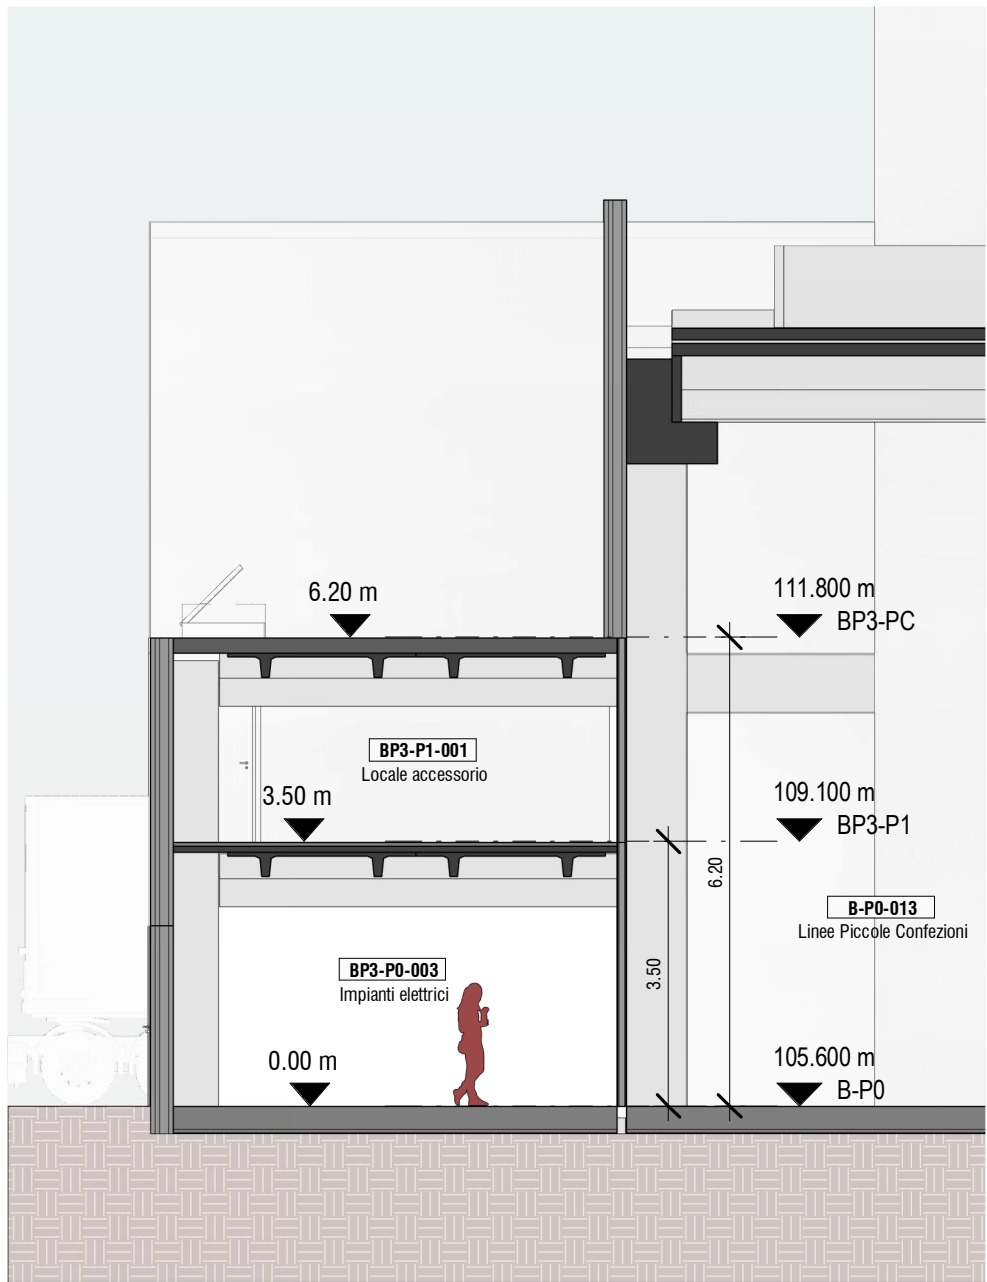 6.20 m
111.800 m
BP3-PC
BP3-P1-001
Locale accessorio
3.50 m
109.100 m
BP3-P1
6.20
B-P0-013
Linee Piccole Confezioni
3.50
BP3-P0-003
Impianti elettrici
0.00 m
105.600 m
B-P0